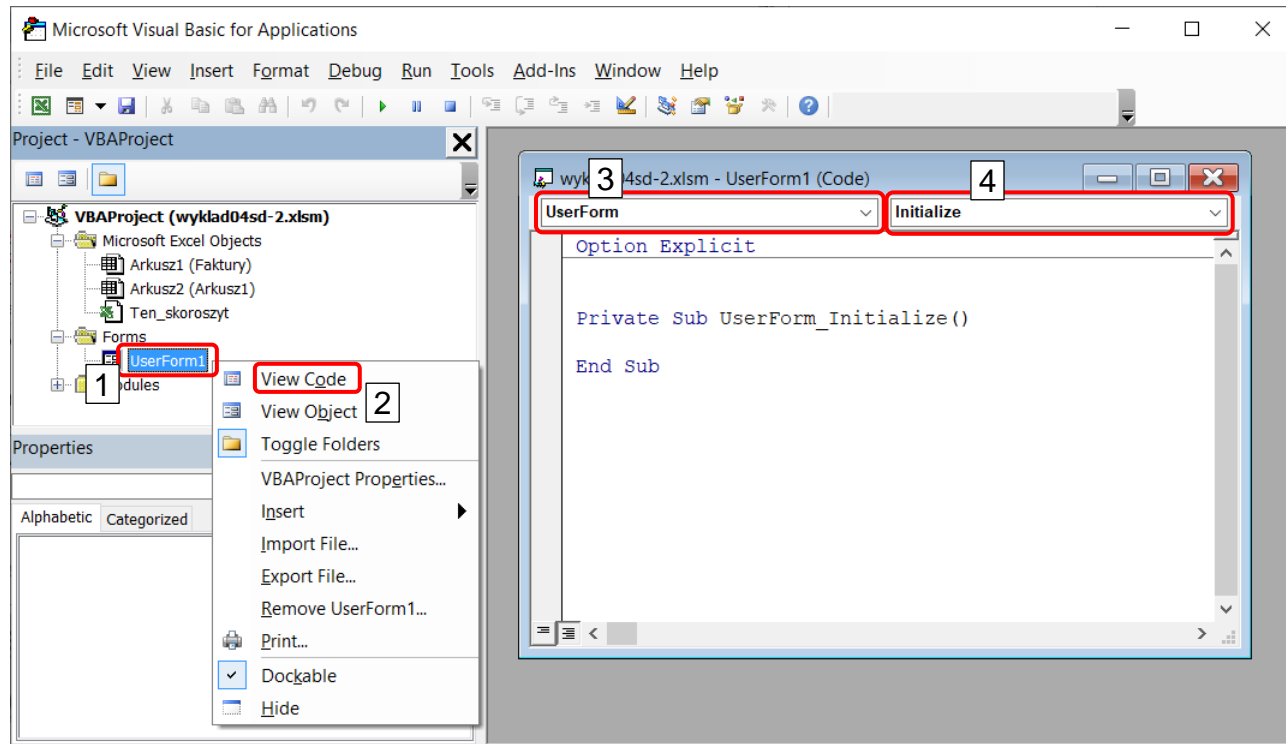 Microsoft Visual Basic for Applications
File Edit View Insert Format Debug Run Tools Add-Ins Window Help
Project - VBAProject
VBAProject (wyklad04sd-2.xlsm)
Microsoft Excel Objects
Arkusz1 (Faktury)
Arkusz2 (Arkusz1)
Ten_skoroszyt
Forms
UserForm1
1
View Code
2
View Object
Toggle Folders
VBAProject Properties...
Insert
Import File...
Export File...
Remove UserForm1...
Print...
Dockable
Hide
Properties
Alphabetic Categorized
3
4sd-2.xlsm - UserForm1 (Code)
4
UserForm
Initialize
Option Explicit
Private Sub UserForm_Initialize()
End Sub